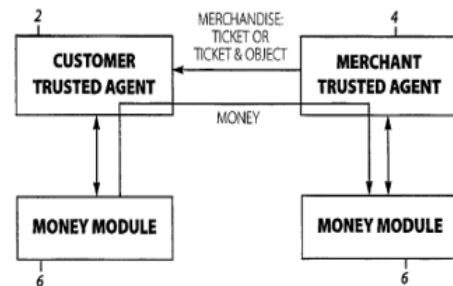 2
4
MERCHANDISE:
TICKET OR
TICKET & OBJECT
CUSTOMER
TRUSTED AGENT
MERCHANT
TRUSTED AGENT
MONEY
MONEY MODULE
MONEY MODULE
6
6